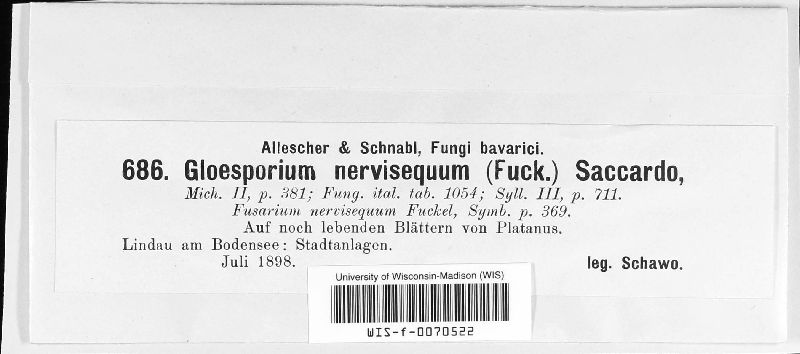 Allescher & Schnabl, Fungi bavarici.
686. Gloesporium nervisequum (Fuck.) Saccardo,
Mich. II, p. 381; Fung. ital. tab. 1054; Syll. III, p. 711.
Fusarium nervisequum Fuckel, Symb. p. 369.
Auf noch lebenden Blättern von Platanus.
Lindau am Bodensee: Stadtanlagen.
Juli 1898. leg. Schawo.
University of Wisconsin-Madison (WIS)
WIS-f-0070522